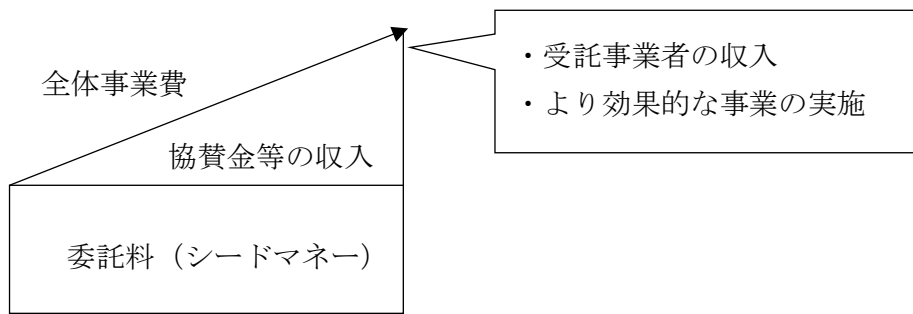 全体事業費
協賛金等の収入
委託料（シードマネー）
・受託事業者の収入
・より効果的な事業の実施